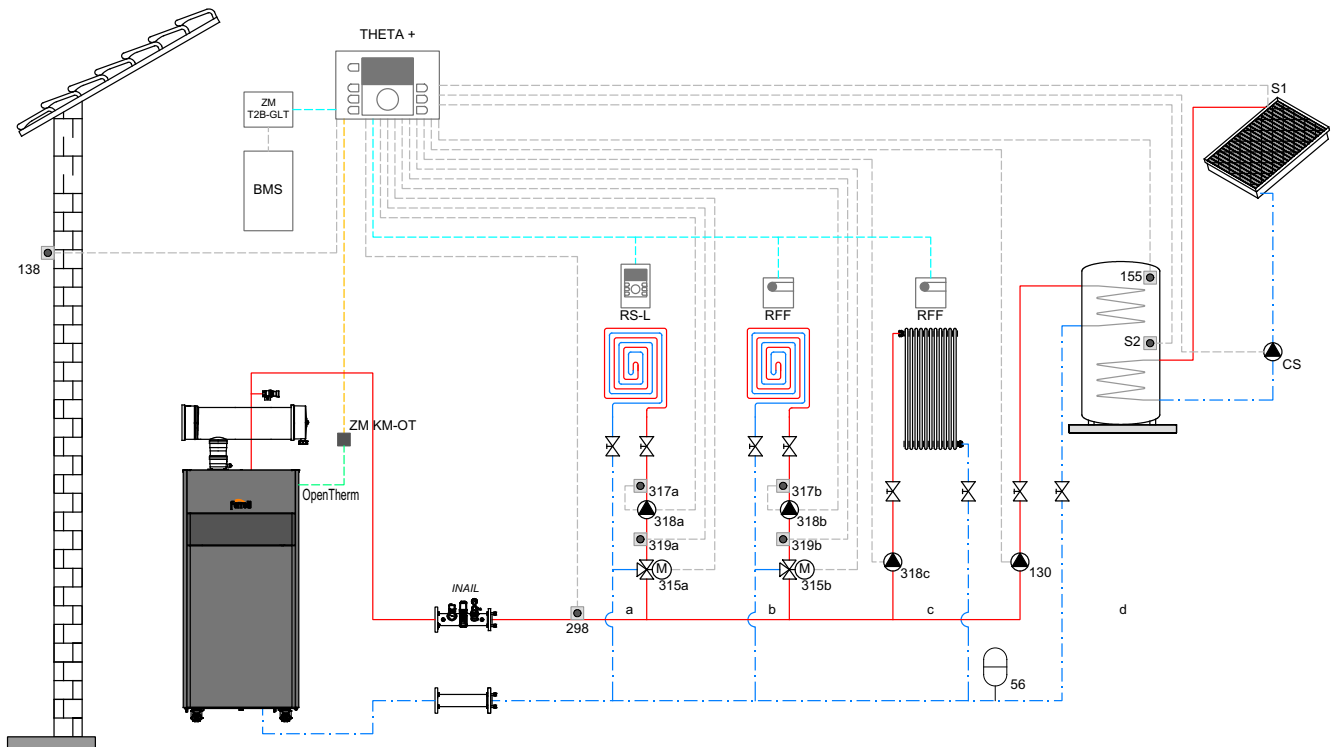 THETA +
ZM
T2B-GLT
BMS
S1
138
155
S2
CS
RS-L
RFF
RFF
ZM KM-OT
OpenTherm
317a
318a
319a
315a
317b
318b
319b
315b
318c
130
INAIL
298
a
b
c
d
56